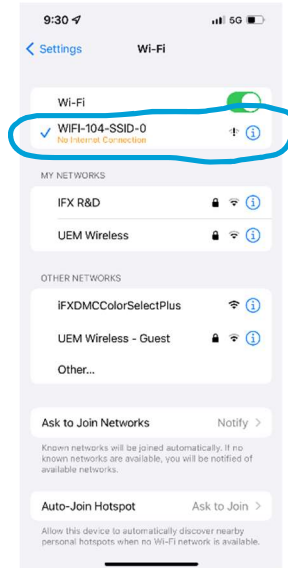 9:30
5G
Settings
Wi-Fi
Wi-Fi
WIFI-104-SSID-0
No Internet Connection
MY NETWORKS
IFX R&D
UEM Wireless
OTHER NETWORKS
iFXDMCColorSelectPlus
UEM Wireless - Guest
Other...
Ask to Join Networks Notify
Known networks will be joined automatically. If no
known networks are available, you will be notified of
available networks.
Auto-Join Hotspot Ask to Join
Allow this device to automatically discover nearby
personal hotspots when no Wi-Fi network is available.